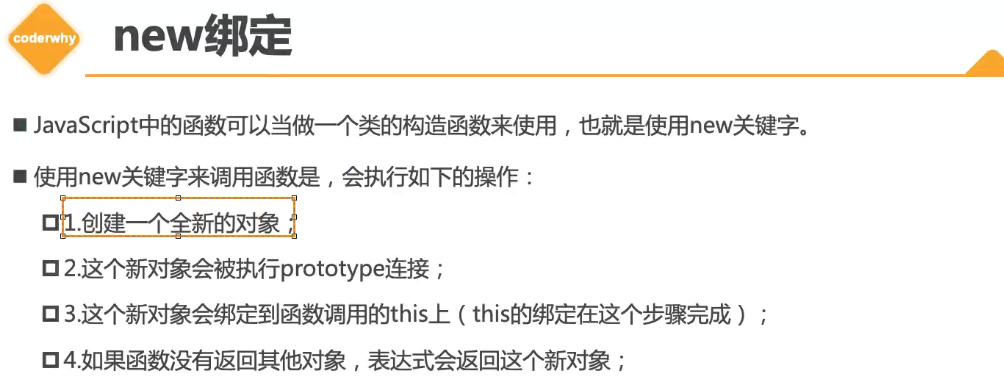 coderwhy
new绑定
JavaScript中的函数可以当做一个类的构造函数来使用，也就是使用new关键字。
使用new关键字来调用函数是，会执行如下的操作：
1.创建一个全新的对象；
2.这个新对象会被执行prototype连接；
3.这个新对象会绑定到函数调用的this上（this的绑定在这个步骤完成）；
4.如果函数没有返回其他对象，表达式会返回这个新对象；